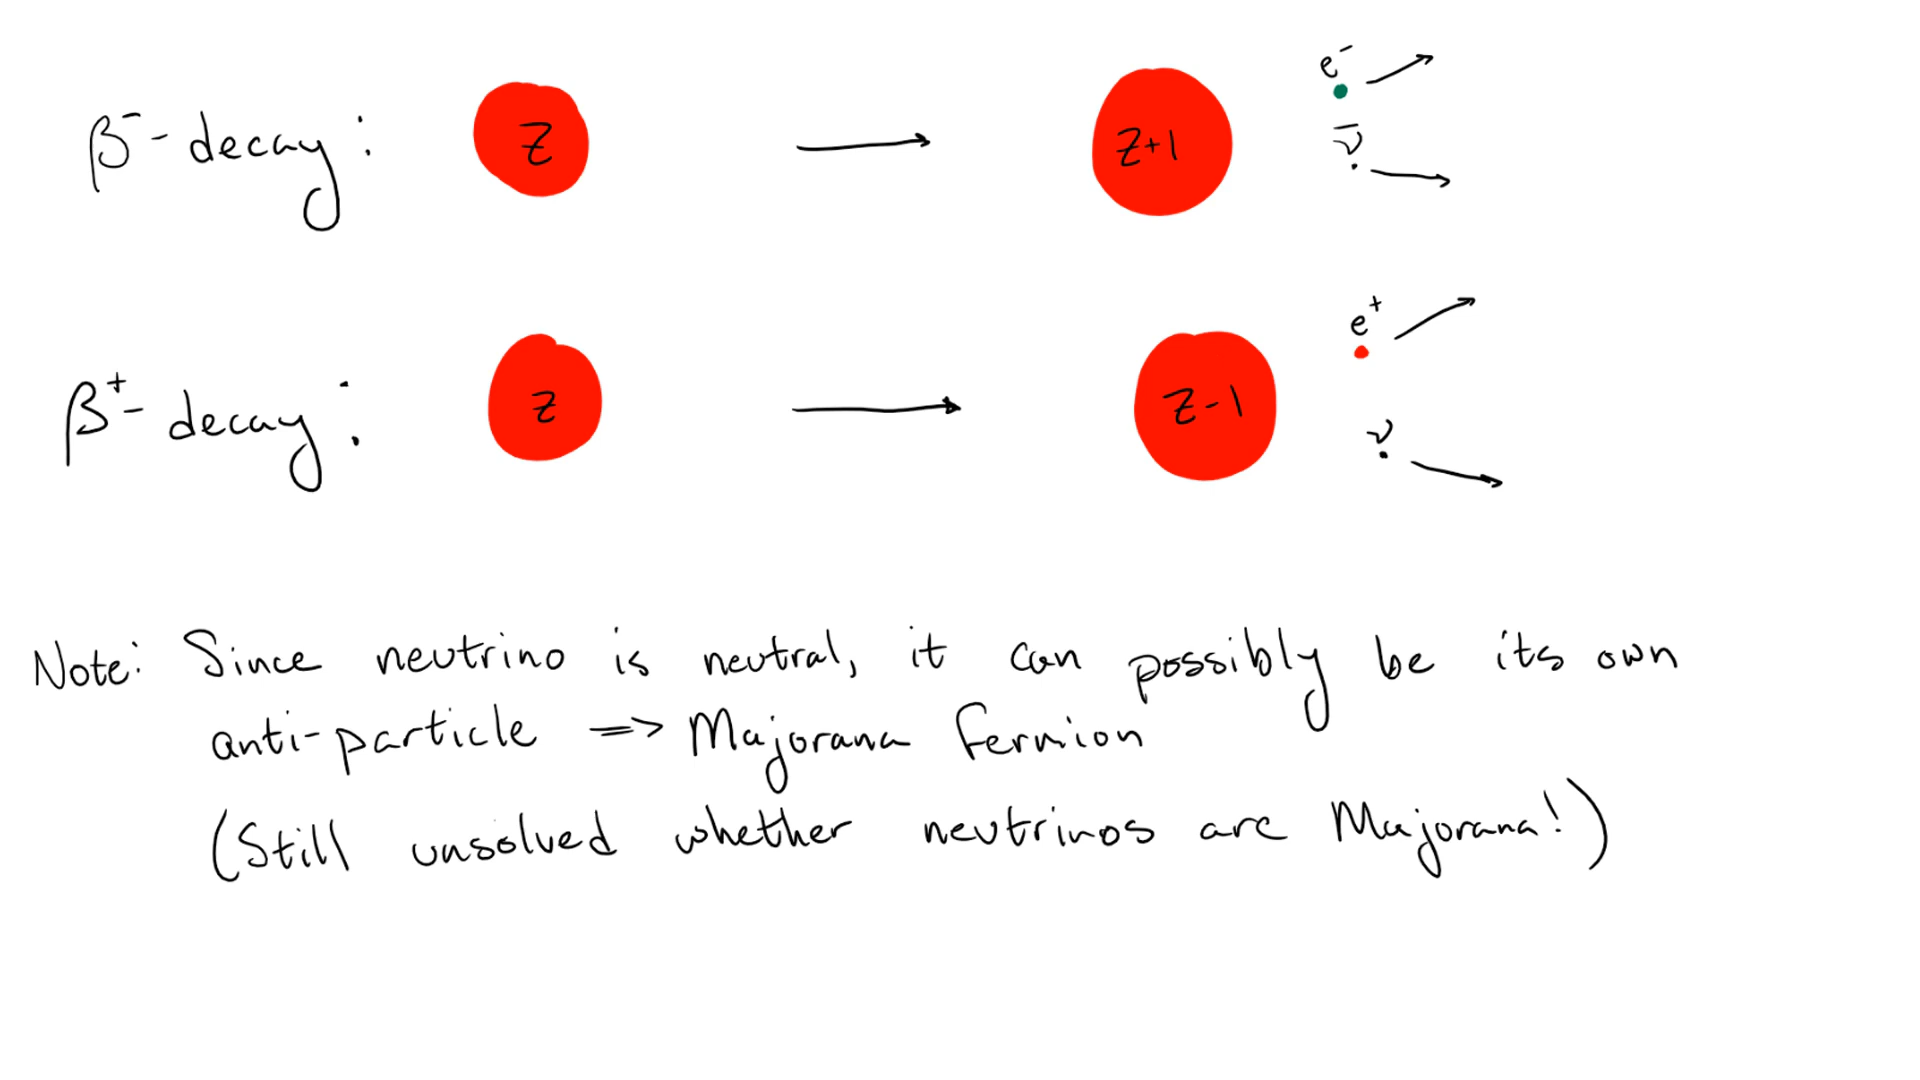 β⁻-decay: Z → Z+1 e⁻
ν̄
β⁺-decay: Z → Z-1 e⁺
ν
Note: Since neutrino is neutral, it can possibly be its own
anti-particle => Majorana Fermion
(Still unsolved whether neutrinos are Majorana!)